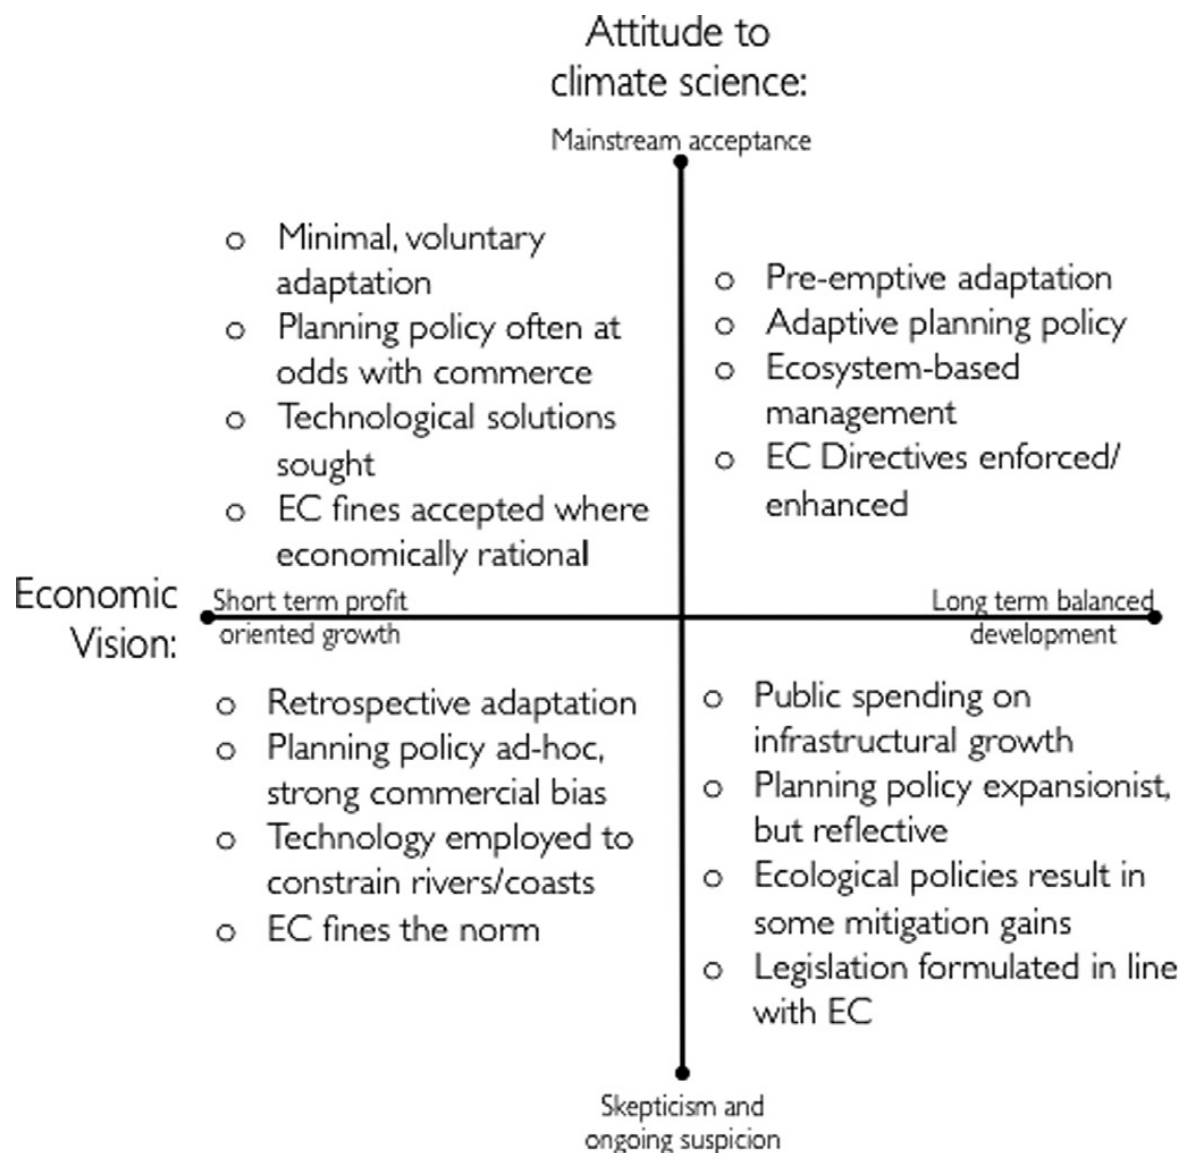 Attitude to
climate science:
Mainstream acceptance
o Minimal, voluntary
adaptation
o Planning policy often at
odds with commerce
o Technological solutions
sought
o EC fines accepted where
economically rational
o Pre-emptive adaptation
o Adaptive planning policy
o Ecosystem-based
management
o EC Directives enforced/
enhanced
Economic
Vision:
Short term profit
oriented growth
Long term balanced
development
o Retrospective adaptation
o Planning policy ad-hoc,
strong commercial bias
o Technology employed to
constrain rivers/coasts
o EC fines the norm
o Public spending on
infrastructural growth
o Planning policy expansionist,
but reflective
o Ecological policies result in
some mitigation gains
o Legislation formulated in line
with EC
Skepticism and
ongoing suspicion